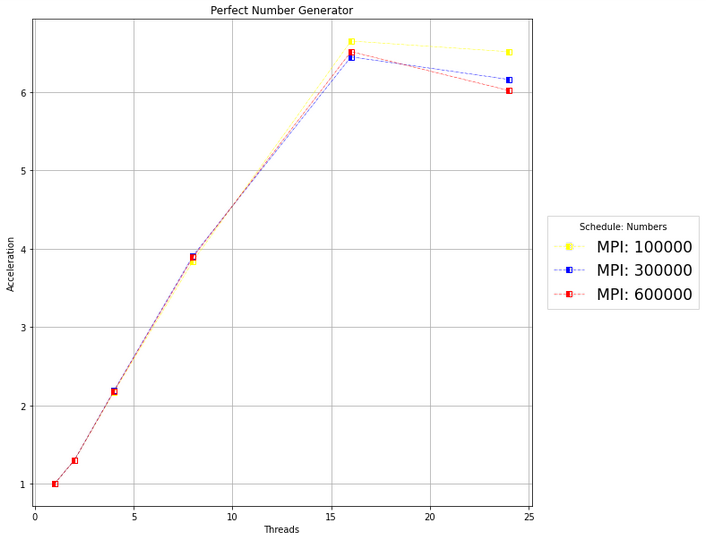 Perfect Number Generator
Acceleration
6
5
4
3
2
1
0 5 10 15 20 25
Threads
Schedule: Numbers
MPI: 100000
MPI: 300000
MPI: 600000